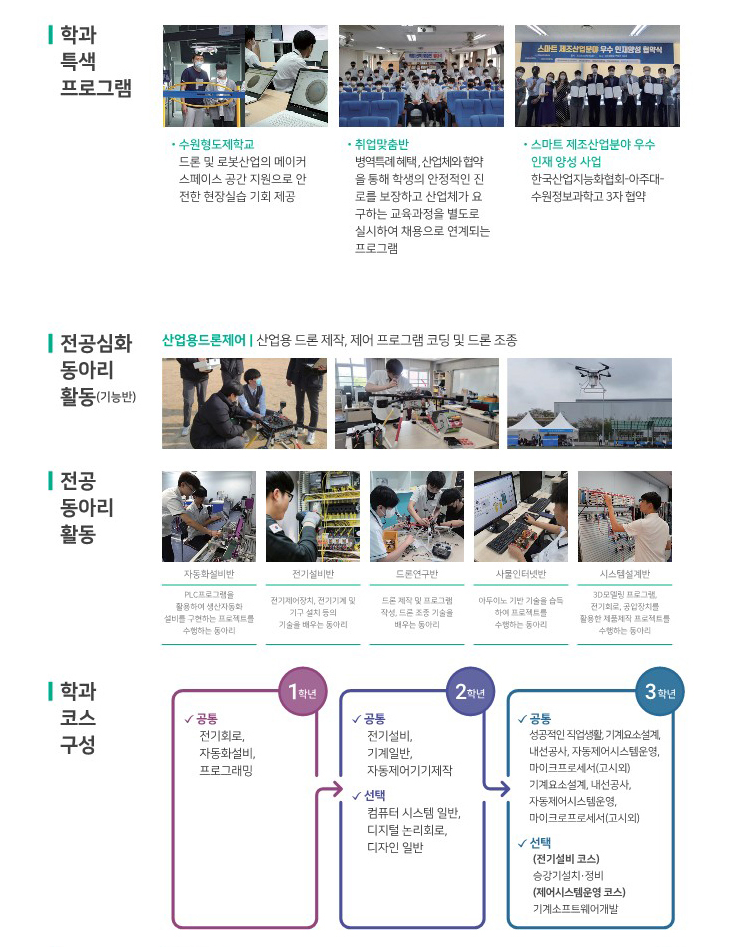 학과
특색
프로그램
스마트 제조산업분야 우수 인재양성 협약식
• 수원형도제학교
드론 및 로봇산업의 메이커
스페이스 공간 지원으로 안
전한 현장실습 기회 제공
• 취업맞춤반
병역특례 혜택, 산업체와 협약
을 통해 학생의 안정적인 진
로를 보장하고 산업체가 요
구하는 교육과정을 별도로
실시하여 채용으로 연계되는
프로그램
• 스마트 제조산업분야 우수
인재 양성 사업
한국산업지능화협회-아주대-
수원정보과학고 3자 협약
전공심화
동아리
활동(기능반)
산업용드론제어 | 산업용 드론 제작, 제어 프로그램 코딩 및 드론 조종
전공
동아리
활동
자동화설비반
PLC프로그램을
활용하여 생산자동화
설비를 구현하는 프로젝트를
수행하는 동아리
전기설비반
전기제어장치, 전기기계 및
기구 설치 등의
기술을 배우는 동아리
드론연구반
드론 제작 및 프로그램
작성, 드론 조종 기술을
배우는 동아리
사물인터넷반
아두이노 기반 기술을 습득
하여 프로젝트를
수행하는 동아리
시스템설계반
3D모델링 프로그램,
전기회로, 공압장치를
활용한 제품제작 프로젝트를
수행하는 동아리
학과
코스
구성
1학년
✓ 공통
전기회로,
자동화설비,
프로그래밍
2학년
✓ 공통
전기설비,
기계일반,
자동제어기기제작
✓ 선택
컴퓨터 시스템 일반,
디지털 논리회로,
디자인 일반
3학년
✓ 공통
성공적인 직업생활, 기계요소설계,
내선공사, 자동제어시스템운영,
마이크프로세서(고시외)
기계요소설계, 내선공사,
자동제어시스템운영,
마이크로프로세서(고시외)
✓ 선택
(전기설비 코스)
승강기설치·정비
(제어시스템운영 코스)
기계소프트웨어개발